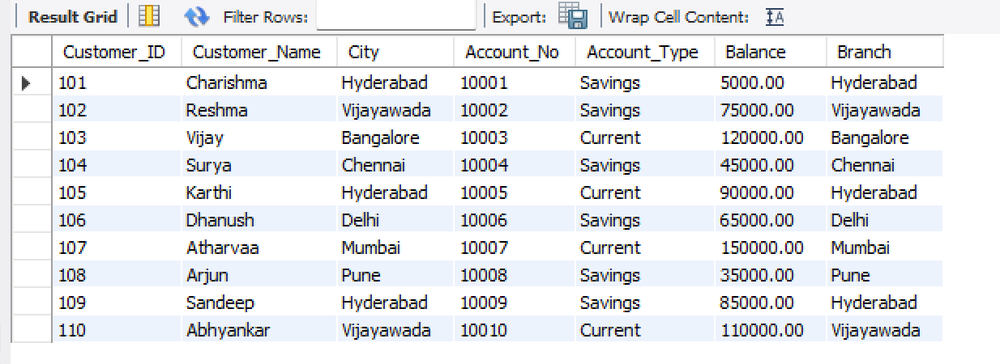 Result Grid Filter Rows: Export: Wrap Cell Content: IA
Customer_ID Customer_Name City Account_No Account_Type Balance Branch
101 Charishma Hyderabad 10001 Savings 5000.00 Hyderabad
102 Reshma Vijayawada 10002 Savings 75000.00 Vijayawada
103 Vijay Bangalore 10003 Current 120000.00 Bangalore
104 Surya Chennai 10004 Savings 45000.00 Chennai
105 Karthi Hyderabad 10005 Current 90000.00 Hyderabad
106 Dhanush Delhi 10006 Savings 65000.00 Delhi
107 Atharvaa Mumbai 10007 Current 150000.00 Mumbai
108 Arjun Pune 10008 Savings 35000.00 Pune
109 Sandeep Hyderabad 10009 Savings 85000.00 Hyderabad
110 Abhyankar Vijayawada 10010 Current 110000.00 Vijayawada